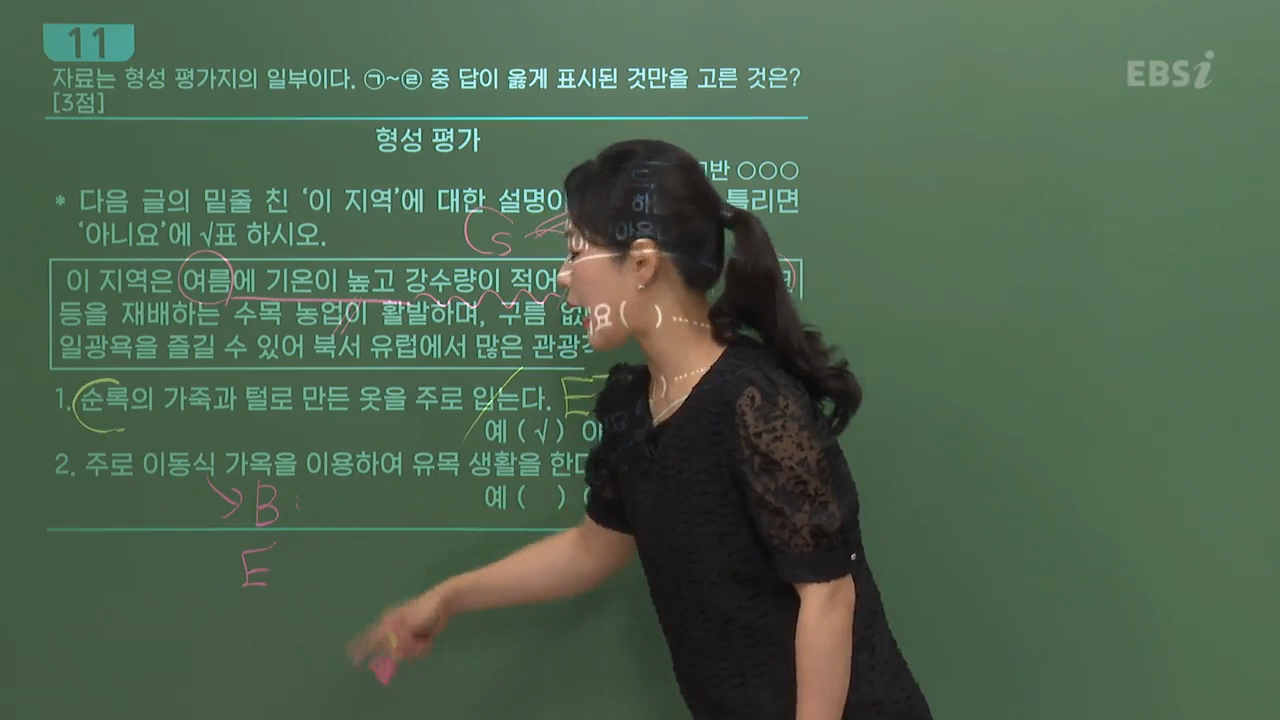 11
EBSi
자료는 형성 평가지의 일부이다. ㉠~㉣ 중 답이 옳게 표시된 것만을 고른 것은?
[3점]
형성 평가
반 ○○○
* 다음 글의 밑줄 친 ‘이 지역’에 대한 설명이 틀리면
‘아니요’에 √표 하시오.
Cs
이 지역은 여름에 기온이 높고 강수량이 적어
등을 재배하는 수목 농업이 활발하며, 구름 없
일광욕을 즐길 수 있어 북서 유럽에서 많은 관광
1. 순록의 가죽과 털로 만든 옷을 주로 입는다. E
예 ( √ ) 아
2. 주로 이동식 가옥을 이용하여 유목 생활을 한다
예 ( )
B
E
요 ( )